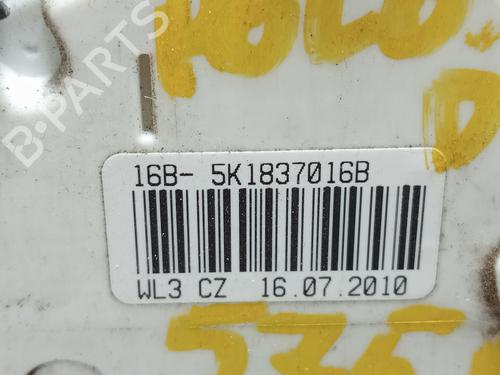 B-PARTS
POLO
D
16B- 5K1837016B
WL3 CZ 16.07.2010